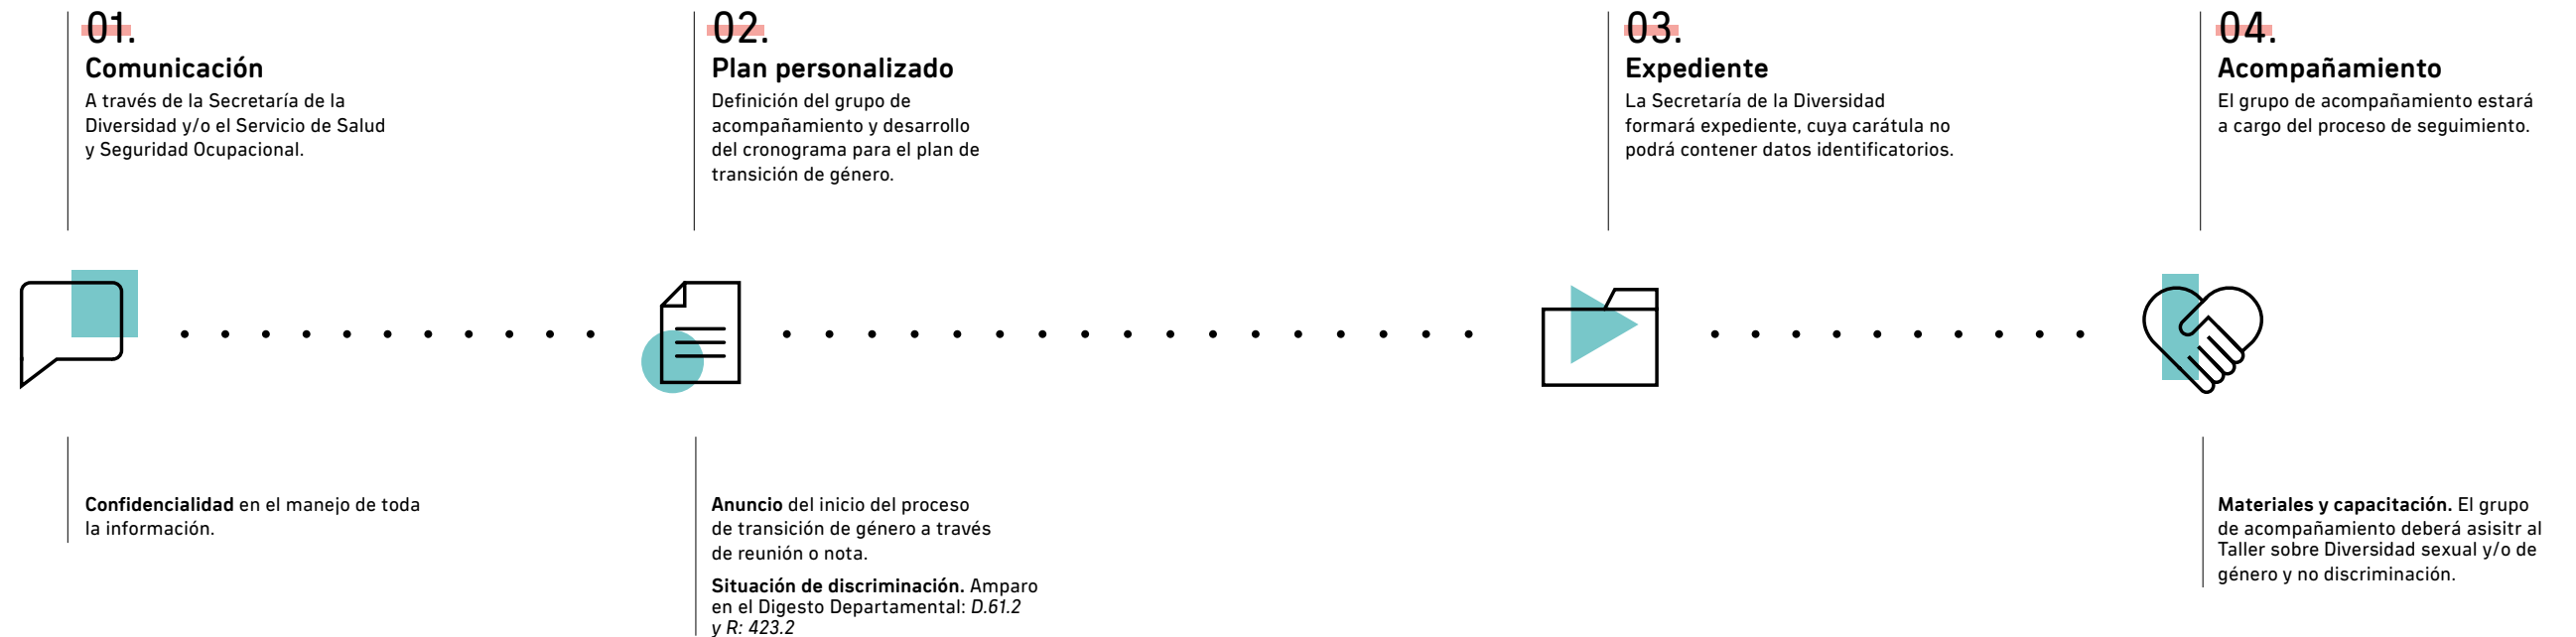 01.
Comunicación
A través de la Secretaría de la
Diversidad y/o el Servicio de Salud
y Seguridad Ocupacional.
Confidencialidad en el manejo de toda
la información.
02.
Plan personalizado
Definición del grupo de
acompañamiento y desarrollo
del cronograma para el plan de
transición de género.
Anuncio del inicio del proceso
de transición de género a través
de reunión o nota.
Situación de discriminación. Amparo
en el Digesto Departamental: D.61.2
y R: 423.2
03.
Expediente
La Secretaría de la Diversidad
formará expediente, cuya carátula no
podrá contener datos identificatorios.
04.
Acompañamiento
El grupo de acompañamiento estará
a cargo del proceso de seguimiento.
Materiales y capacitación. El grupo
de acompañamiento deberá asisitr al
Taller sobre Diversidad sexual y/o de
género y no discriminación.